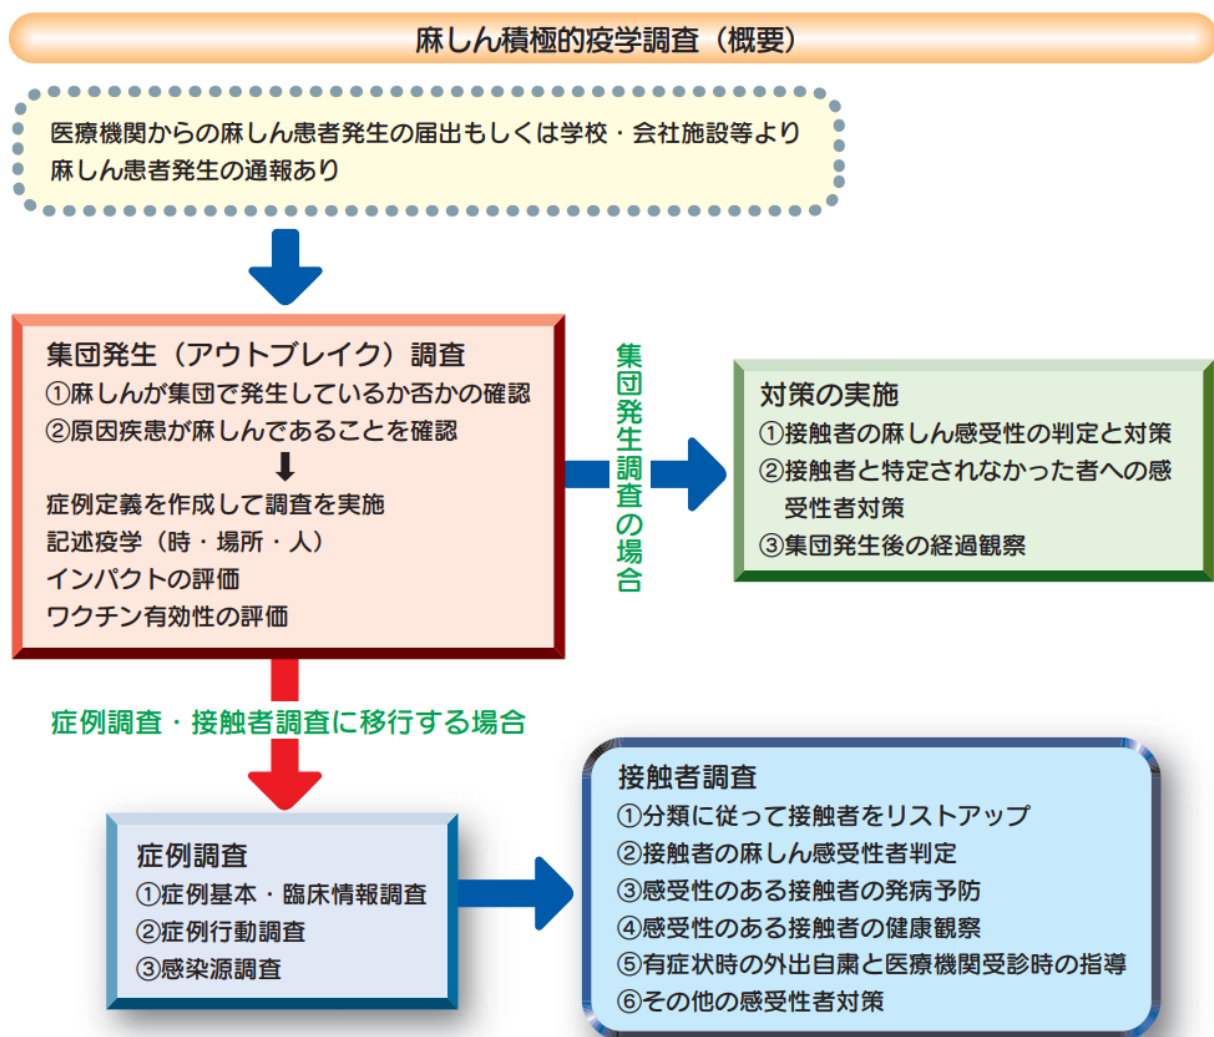 麻しん積極的疫学調査（概要）
医療機関からの麻しん患者発生の届出もしくは学校・会社施設等より
麻しん患者発生の通報あり
集団発生（アウトブレイク）調査
①麻しんが集団で発生しているか否かの確認
②原因疾患が麻しんであることを確認
症例定義を作成して調査を実施
記述疫学（時・場所・人）
インパクトの評価
ワクチン有効性の評価
集団発生調査の場合
対策の実施
①接触者の麻しん感受性の判定と対策
②接触者と特定されなかった者への感
受性者対策
③集団発生後の経過観察
症例調査・接触者調査に移行する場合
症例調査
①症例基本・臨床情報調査
②症例行動調査
③感染源調査
接触者調査
①分類に従って接触者をリストアップ
②接触者の麻しん感受性者判定
③感受性のある接触者の発病予防
④感受性のある接触者の健康観察
⑤有症状時の外出自粛と医療機関受診時の指導
⑥その他の感受性者対策